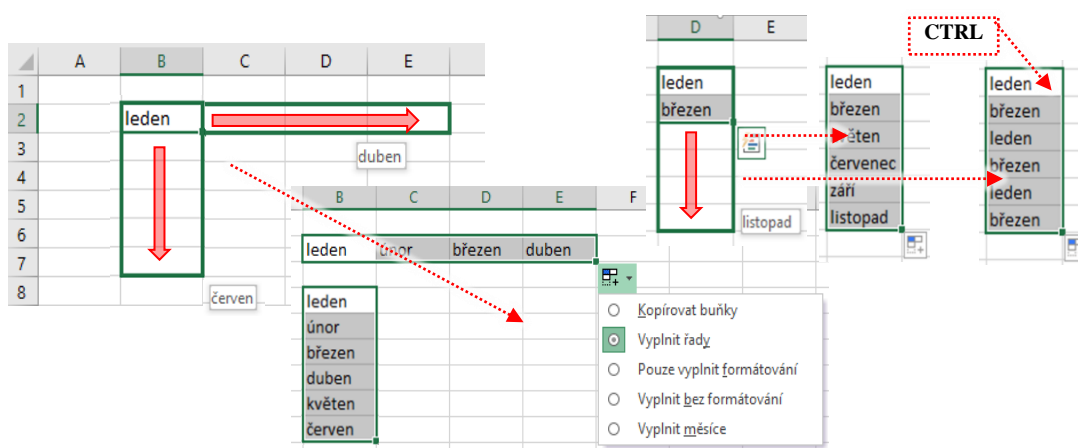 A B C D E
1
2 leden
3
duben
4
5
6
7
8
červen
B C D E F
leden únor březen duben
leden
únor
březen
duben
květen
červen
Kopírovat buňky
Vyplnit řady
Pouze vyplnit formátování
Vyplnit bez formátování
Vyplnit měsíce
D E
leden
březen
listopad
leden
březen
květen
červenec
září
listopad
CTRL
leden
březen
leden
březen
leden
březen